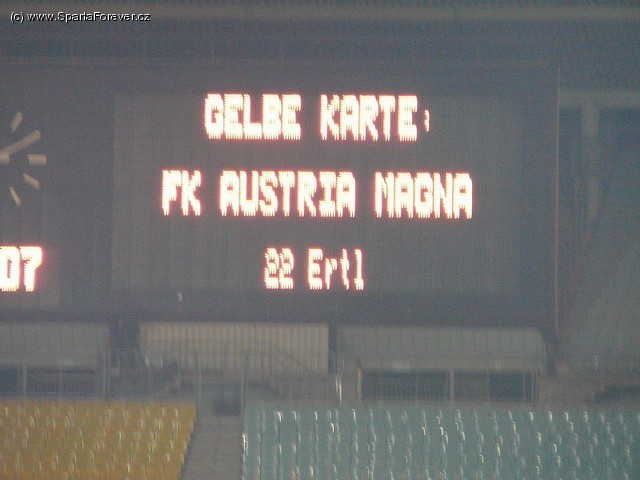 (c) www.SpartaForever.cz
GELBE KARTE:
FK AUSTRIA MAGNA
07
22 Ertl